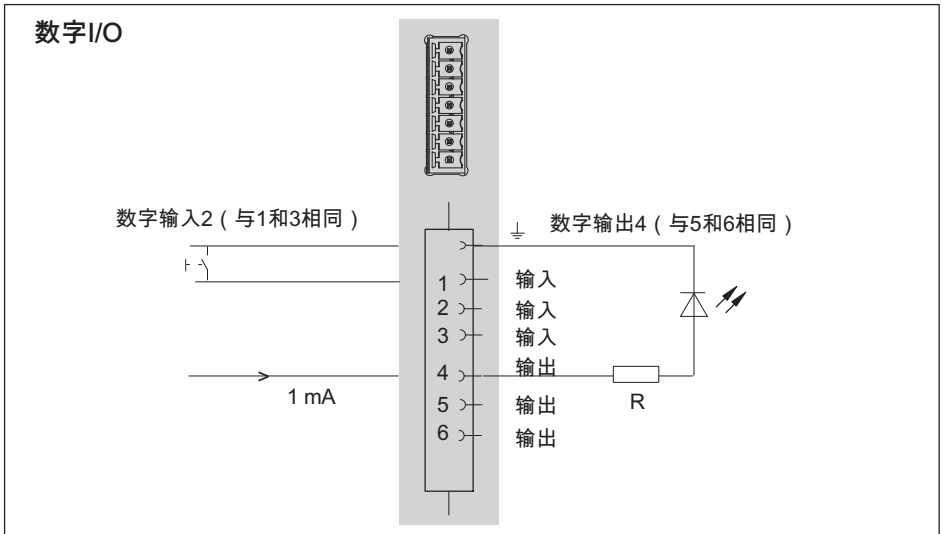 数字I/O
数字输入2（与1和3相同）
数字输出4（与5和6相同）
1 输入
2 输入
3 输入
4 输出
1 mA
R
5 输出
6 输出